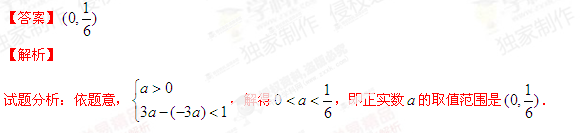 【答案】(0, 1/6)
【解析】
试题分析：依题意，{a > 0 3a − (−3a) < 1，解得 0 < a < 1/6，即正实数 a 的取值范围是 (0, 1/6)．